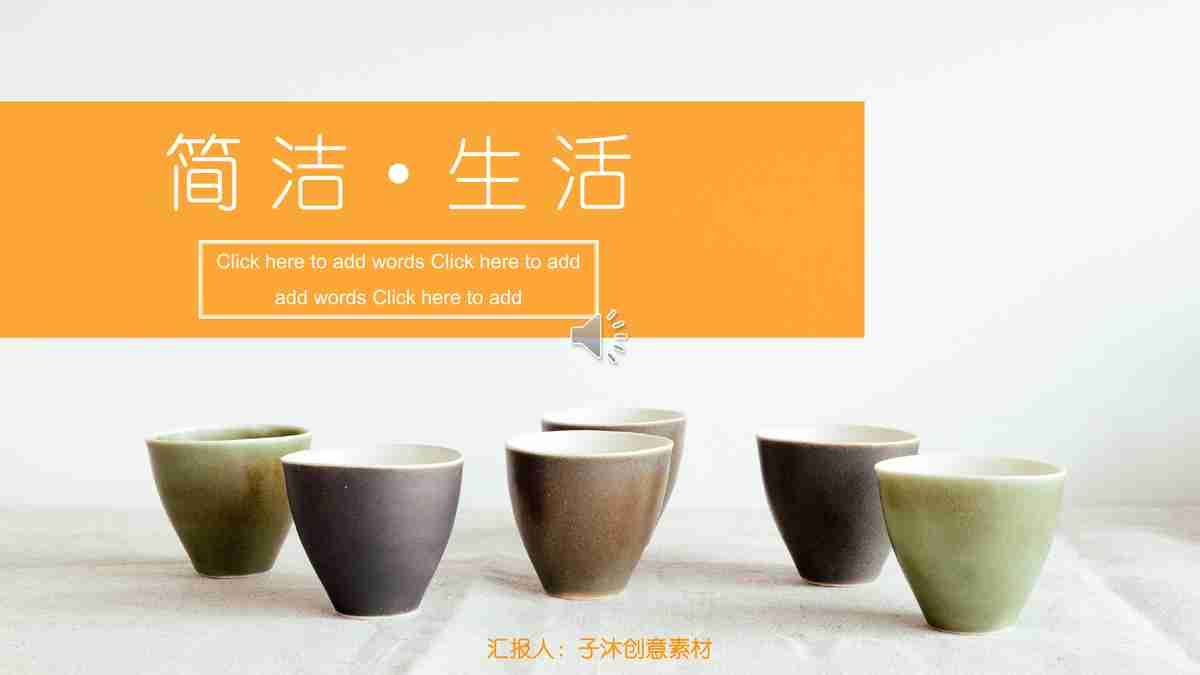 简洁·生活
Click here to add words Click here to add
add words Click here to add
汇报人：子沐创意素材